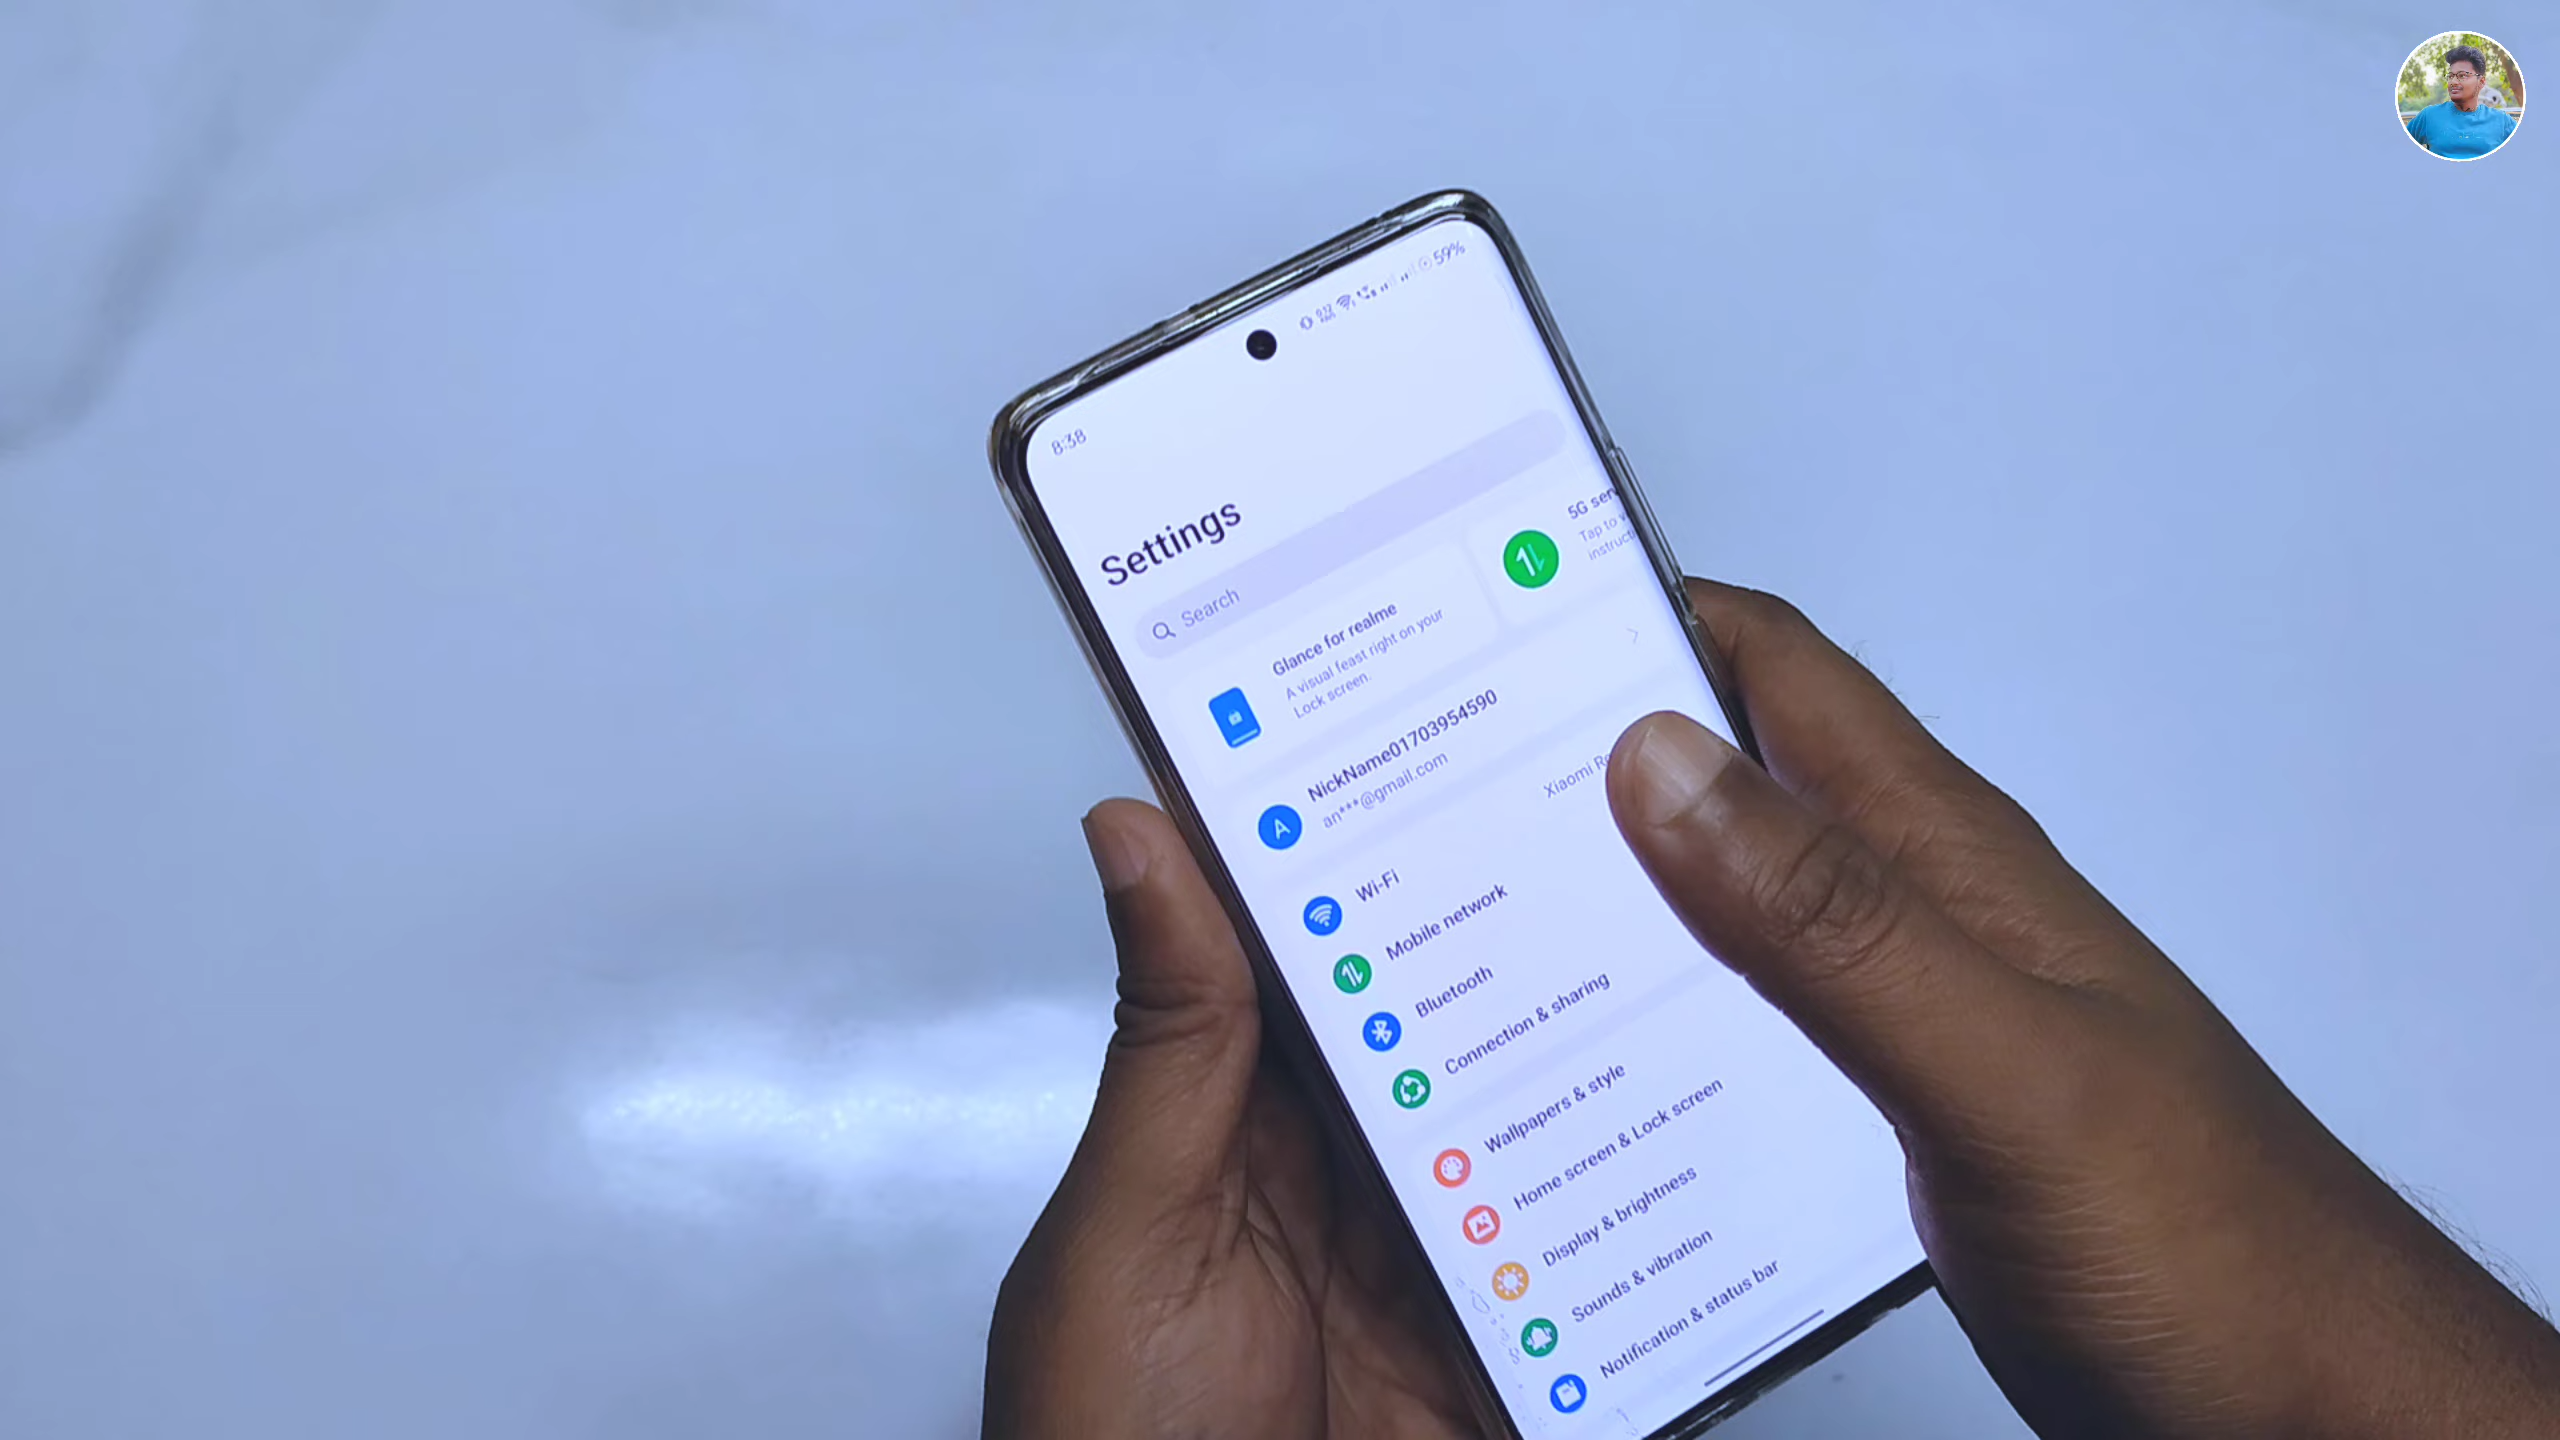 59%
8:38
Settings
Search
Glance for realme
A visual feast right on your
Lock screen.
5G
Tap to
NickName01703954590
an***@gmail.com
Xiaomi
Wi-Fi
Mobile network
Bluetooth
Connection & sharing
Wallpapers & style
Home screen & Lock screen
Display & brightness
Sounds & vibration
Notification & status bar